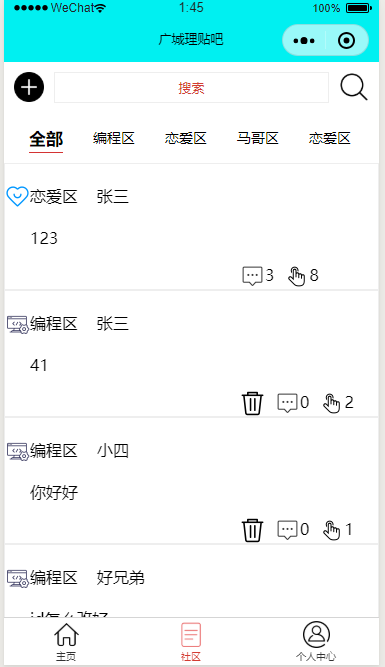 WeChat 1:45 100%
广城理贴吧
搜索
全部 编程区 恋爱区 马哥区 恋爱区
恋爱区 张三
123
3 8
编程区 张三
41
0 2
编程区 小四
你好好
0 1
编程区 好兄弟
主页 社区 个人中心